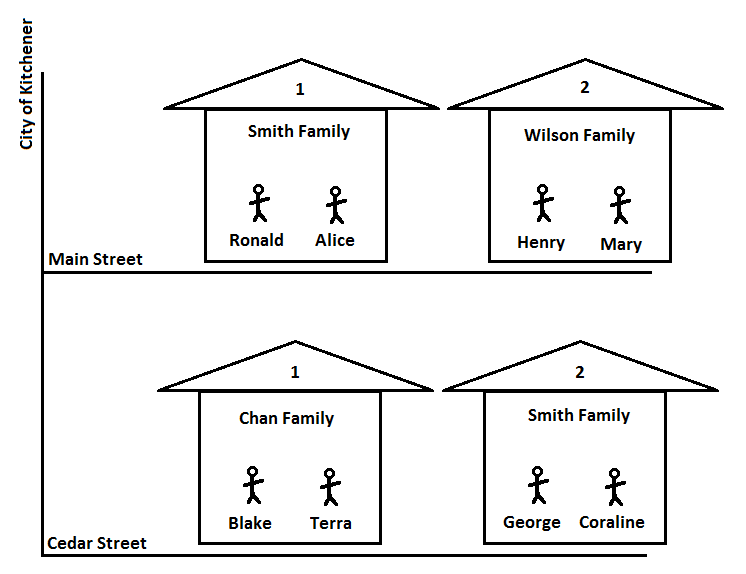 City of Kitchener
1
2
Smith Family
Wilson Family
Ronald
Alice
Henry
Mary
Main Street
1
2
Chan Family
Smith Family
Blake
Terra
George
Coraline
Cedar Street